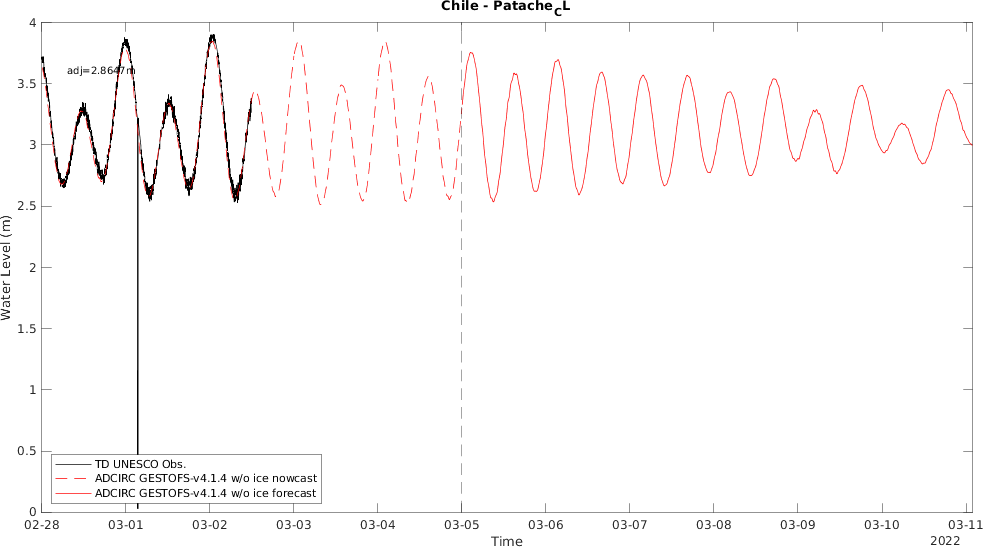 Chile - Patache_CL
4
3.5
3
2.5
2
1.5
1
0.5
0
Water Level (m)
adj=2.8647m
TD UNESCO Obs.
ADCIRC GESTOFS-v4.1.4 w/o ice nowcast
ADCIRC GESTOFS-v4.1.4 w/o ice forecast
02-28 03-01 03-02 03-03 03-04 03-05 03-06 03-07 03-08 03-09 03-10 03-11
Time
2022